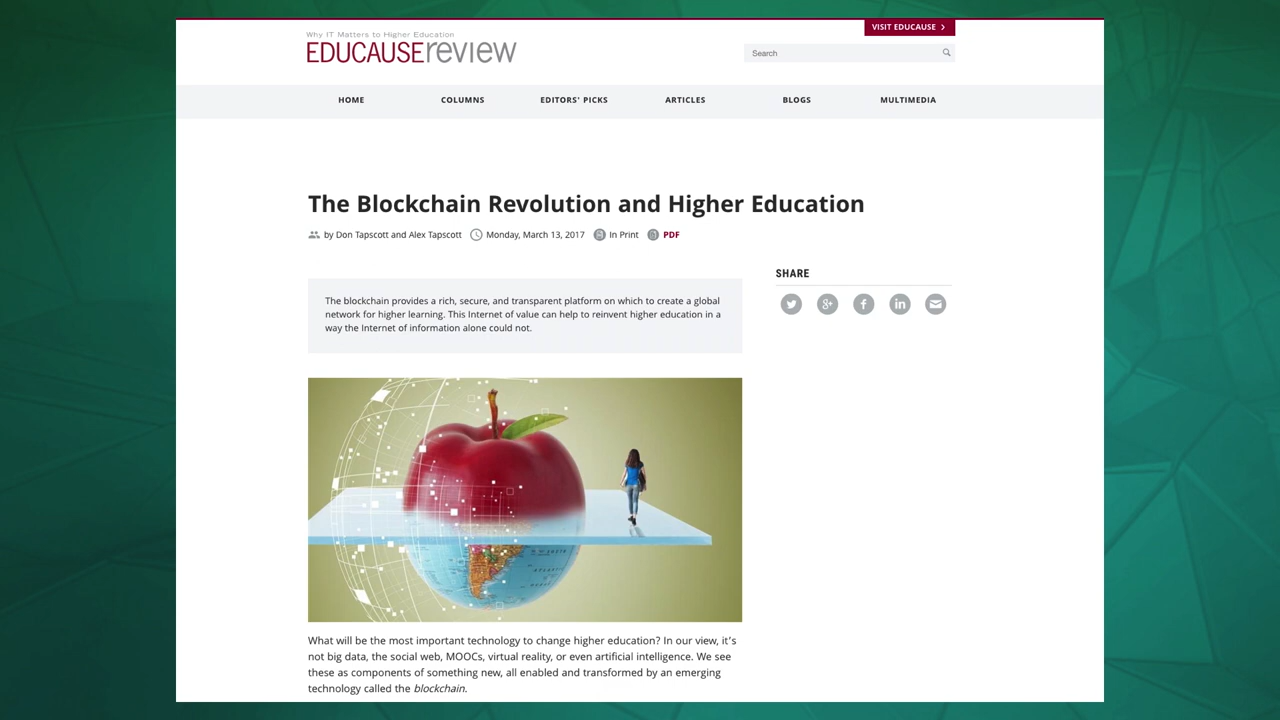 VISIT EDUCAUSE >
Why IT Matters to Higher Education
EDUCAUSEreview
Search
HOME COLUMNS EDITORS' PICKS ARTICLES BLOGS MULTIMEDIA
The Blockchain Revolution and Higher Education
by Don Tapscott and Alex Tapscott Monday, March 13, 2017 In Print PDF
SHARE
The blockchain provides a rich, secure, and transparent platform on which to create a global
network for higher learning. This Internet of value can help to reinvent higher education in a
way the Internet of information alone could not.
What will be the most important technology to change higher education? In our view, it's
not big data, the social web, MOOCs, virtual reality, or even artificial intelligence. We see
these as components of something new, all enabled and transformed by an emerging
technology called the blockchain.